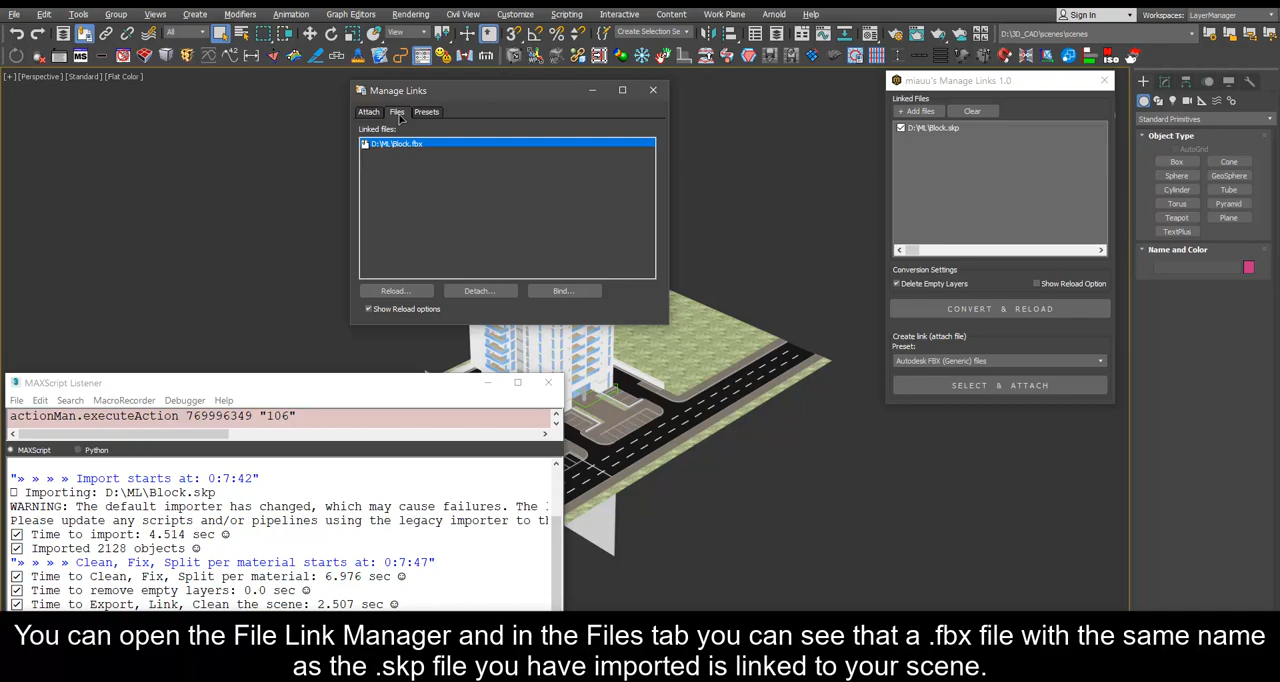 File Edit Tools Group Views Create Modifiers Animation Graph Editors Rendering Civil View Customize Scripting Interactive Content Work Plane Arnold Help Sign In Workspaces: LayerManager
All View Create Selection Se D:\3D_CAD\scenes\scenes
MS ISO
[+] [Perspective] [Standard] [Flat Color]
Manage Links
Attach Files Presets
Linked files:
D:\ML\Block.fbx
Reload... Detach... Bind...
Show Reload options
miauu's Manage Links 1.0
Linked Files
+ Add files Clear
D:\ML\Block.skp
Conversion Settings
Delete Empty Layers Show Reload Option
CONVERT & RELOAD
Create link (attach file)
Preset:
Autodesk FBX (Generic) files
SELECT & ATTACH
Standard Primitives
Object Type
AutoGrid
Box Cone
Sphere GeoSphere
Cylinder Tube
Torus Pyramid
Teapot Plane
TextPlus
Name and Color
MAXScript Listener
File Edit Search MacroRecorder Debugger Help
actionMan.executeAction 769996349 "106"
MAXScript Python
"» » » » Import starts at: 0:7:42"
Importing: D:\ML\Block.skp
WARNING: The default importer has changed, which may cause failures. The
Please update any scripts and/or pipelines using the legacy importer to th
Time to import: 4.514 sec ☺
Imported 2128 objects ☺
"» » » » Clean, Fix, Split per material starts at: 0:7:47"
Time to Clean, Fix, Split per material: 6.976 sec ☺
Time to remove empty layers: 0.0 sec ☺
Time to Export, Link, Clean the scene: 2.507 sec ☺
You can open the File Link Manager and in the Files tab you can see that a .fbx file with the same name
as the .skp file you have imported is linked to your scene.